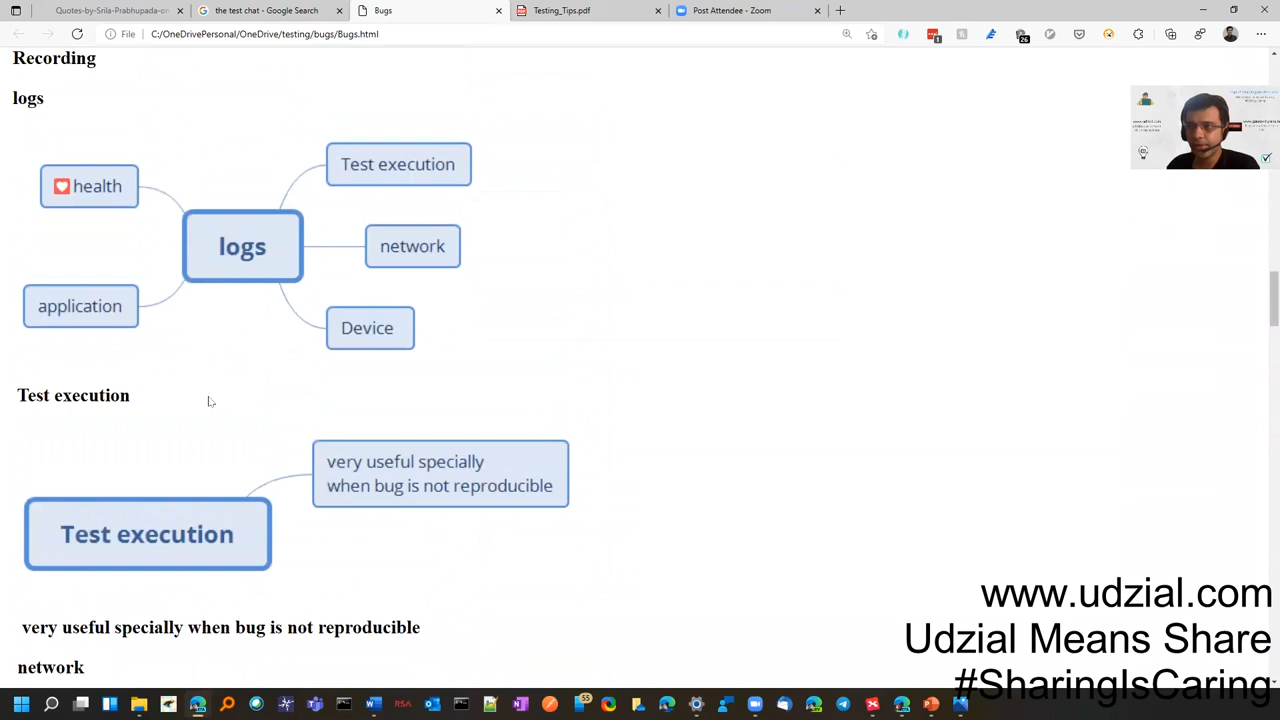 Quotes-by-Srila-Prabhupada-on
the test chat - Google Search
Bugs
Testing_Tips.pdf
Post Attendee - Zoom
File
C:/OneDrivePersonal/OneDrive/testing/bugs/Bugs.html
26
Recording
logs
health
application
logs
Test execution
network
Device
Test execution
very useful specially
when bug is not reproducible
Test execution
very useful specially when bug is not reproducible
network
www.udzial.com
Udzial Means Share
#SharingIsCaring
RSA
55